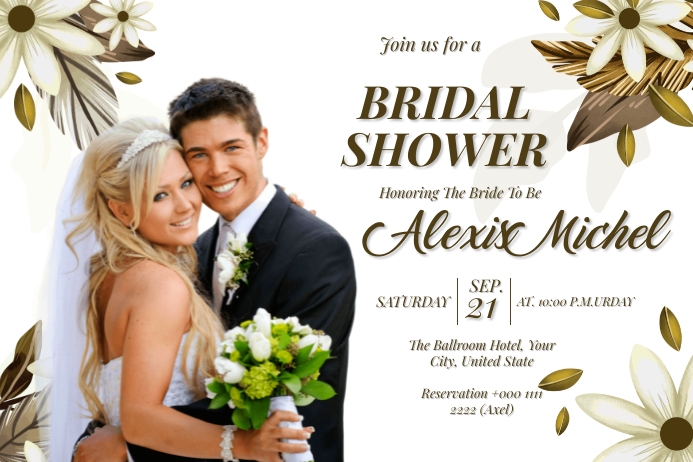 Join us for a
BRIDAL
SHOWER
Honoring The Bride To Be
Alexis Michel
SATURDAY
SEP.
21
AT. 10:00 P.M.URDAY
The Ballroom Hotel, Your
City, United State
Reservation +000 1111
2222 (Axel)